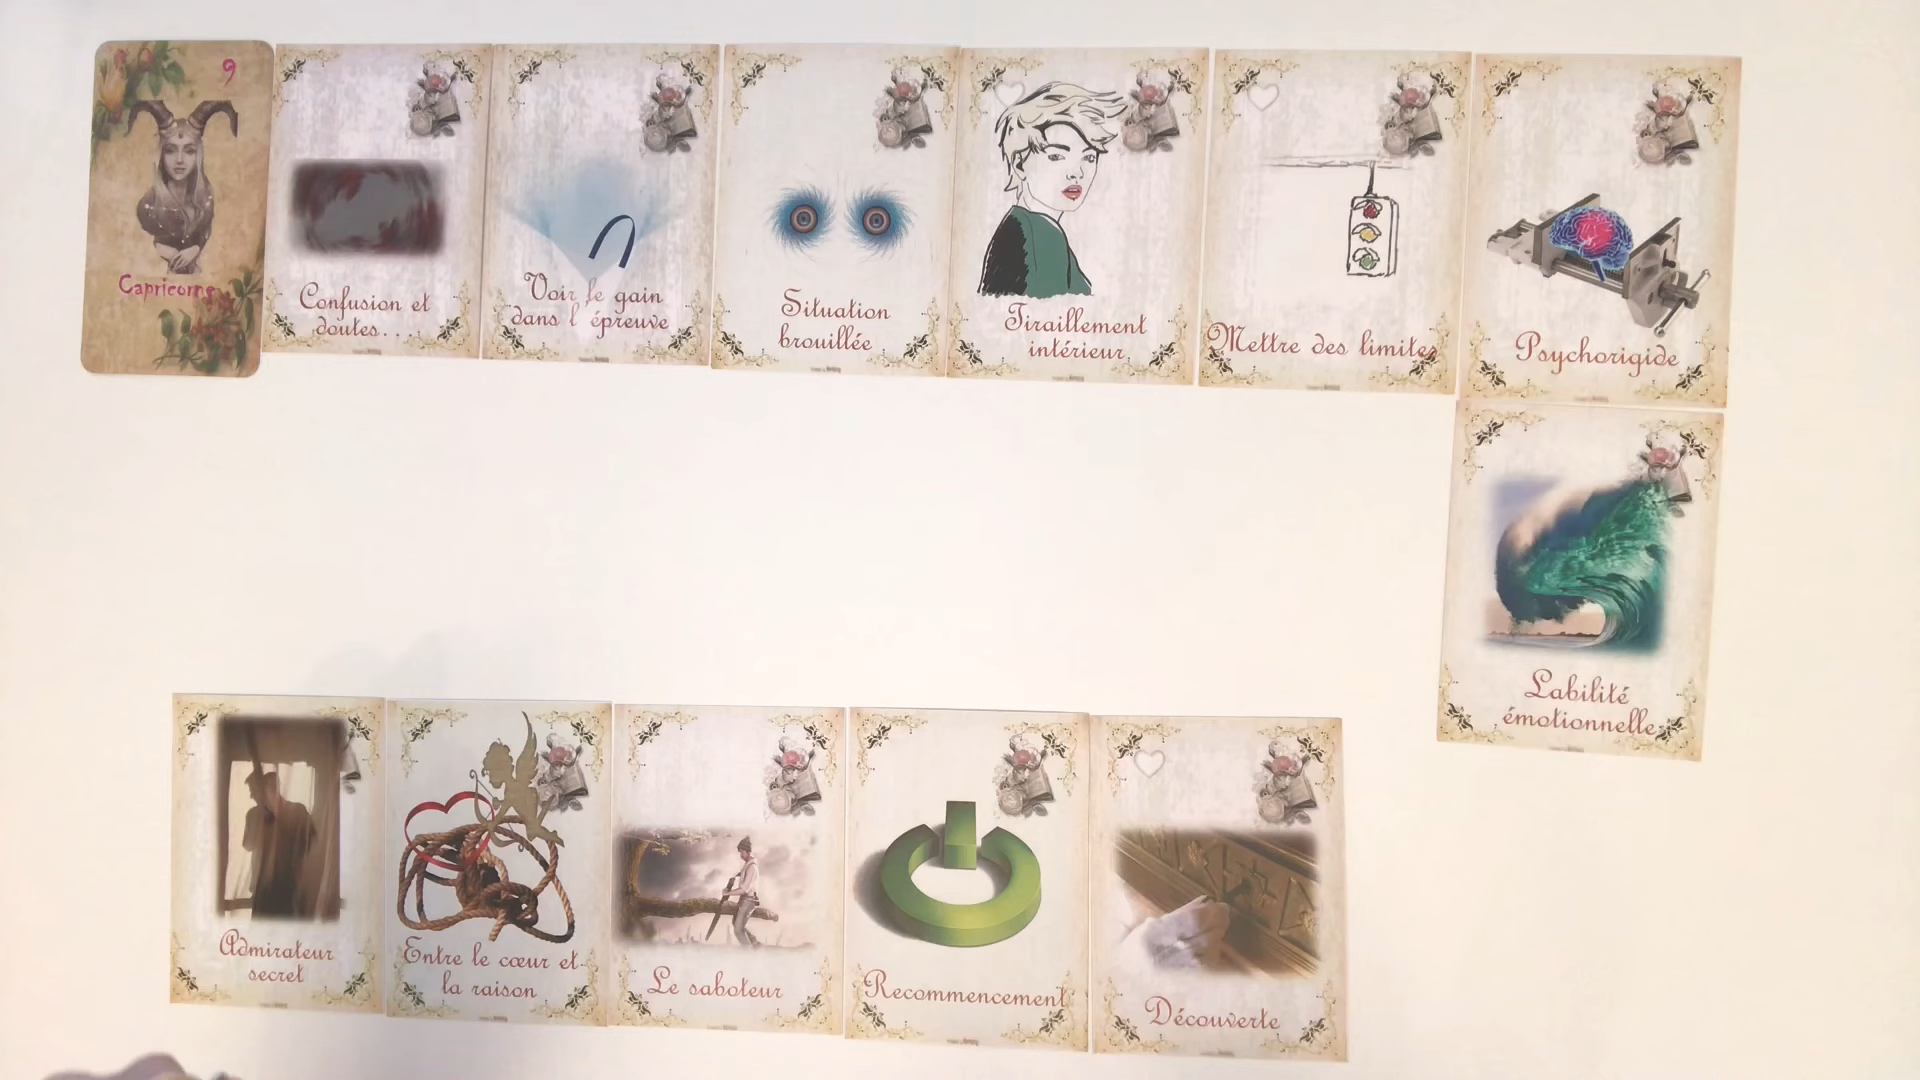 9
Capricorne
Confusion et
doutes...
Voir le gain
dans l'épreuve
Situation
brouillée
Tiraillement
intérieur
Mettre des limites
Psychorigide
Labilité
émotionnelle
Admirateur
secret
Entre le cœur et
la raison
Le saboteur
Recommencement
Découverte